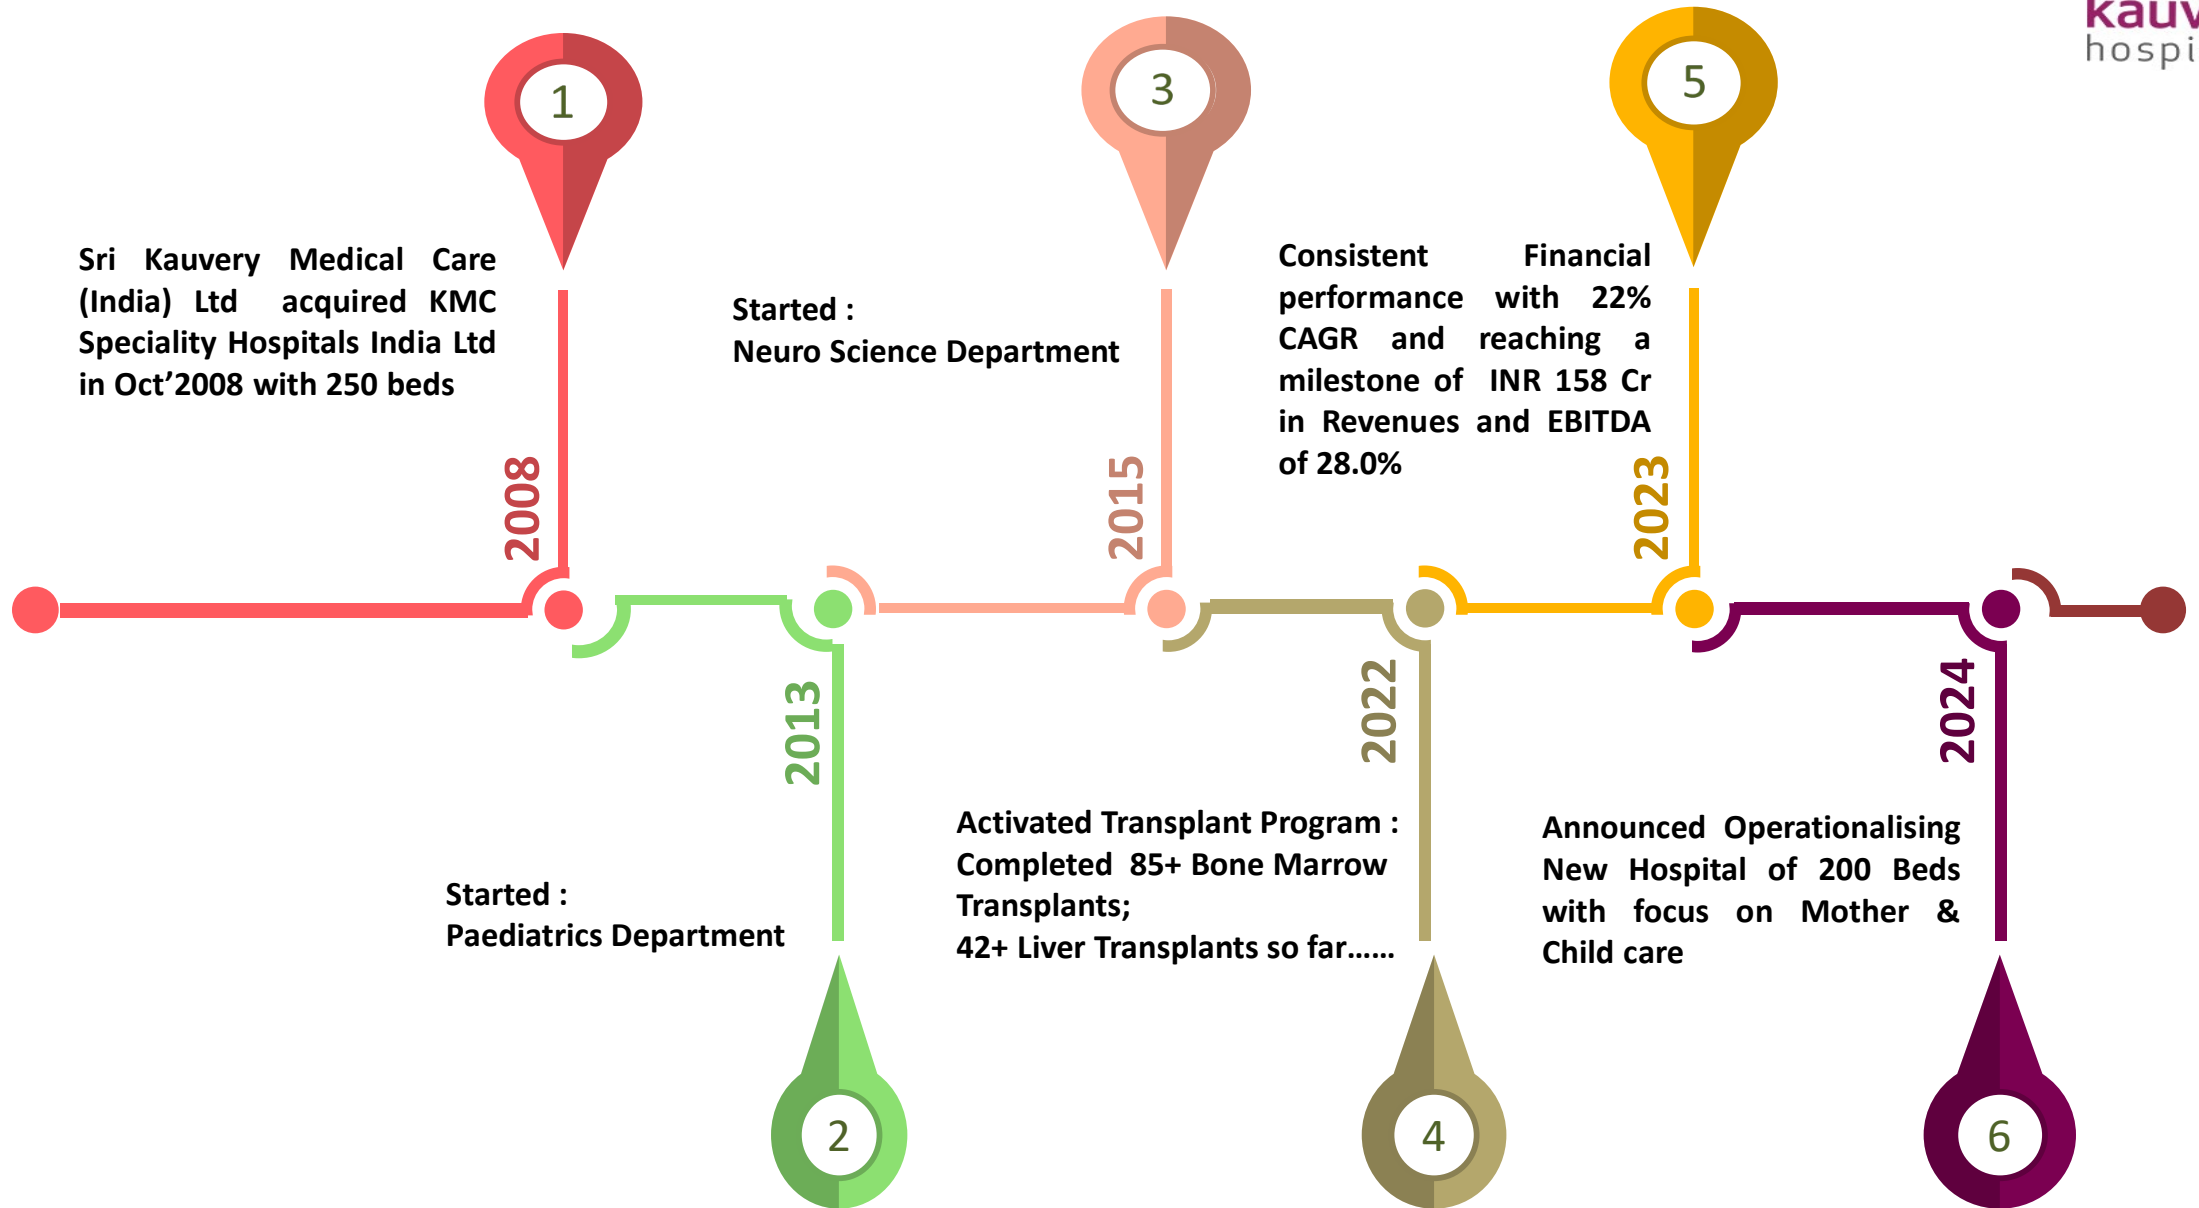 kauv
hospi
1
Sri Kauvery Medical Care
(India) Ltd acquired KMC
Speciality Hospitals India Ltd
in Oct’2008 with 250 beds
2008
2013
Started :
Paediatrics Department
2
3
Started :
Neuro Science Department
2015
2022
Activated Transplant Program :
Completed 85+ Bone Marrow
Transplants;
42+ Liver Transplants so far......
4
5
Consistent Financial
performance with 22%
CAGR and reaching a
milestone of INR 158 Cr
in Revenues and EBITDA
of 28.0%
2023
2024
Announced Operationalising
New Hospital of 200 Beds
with focus on Mother &
Child care
6